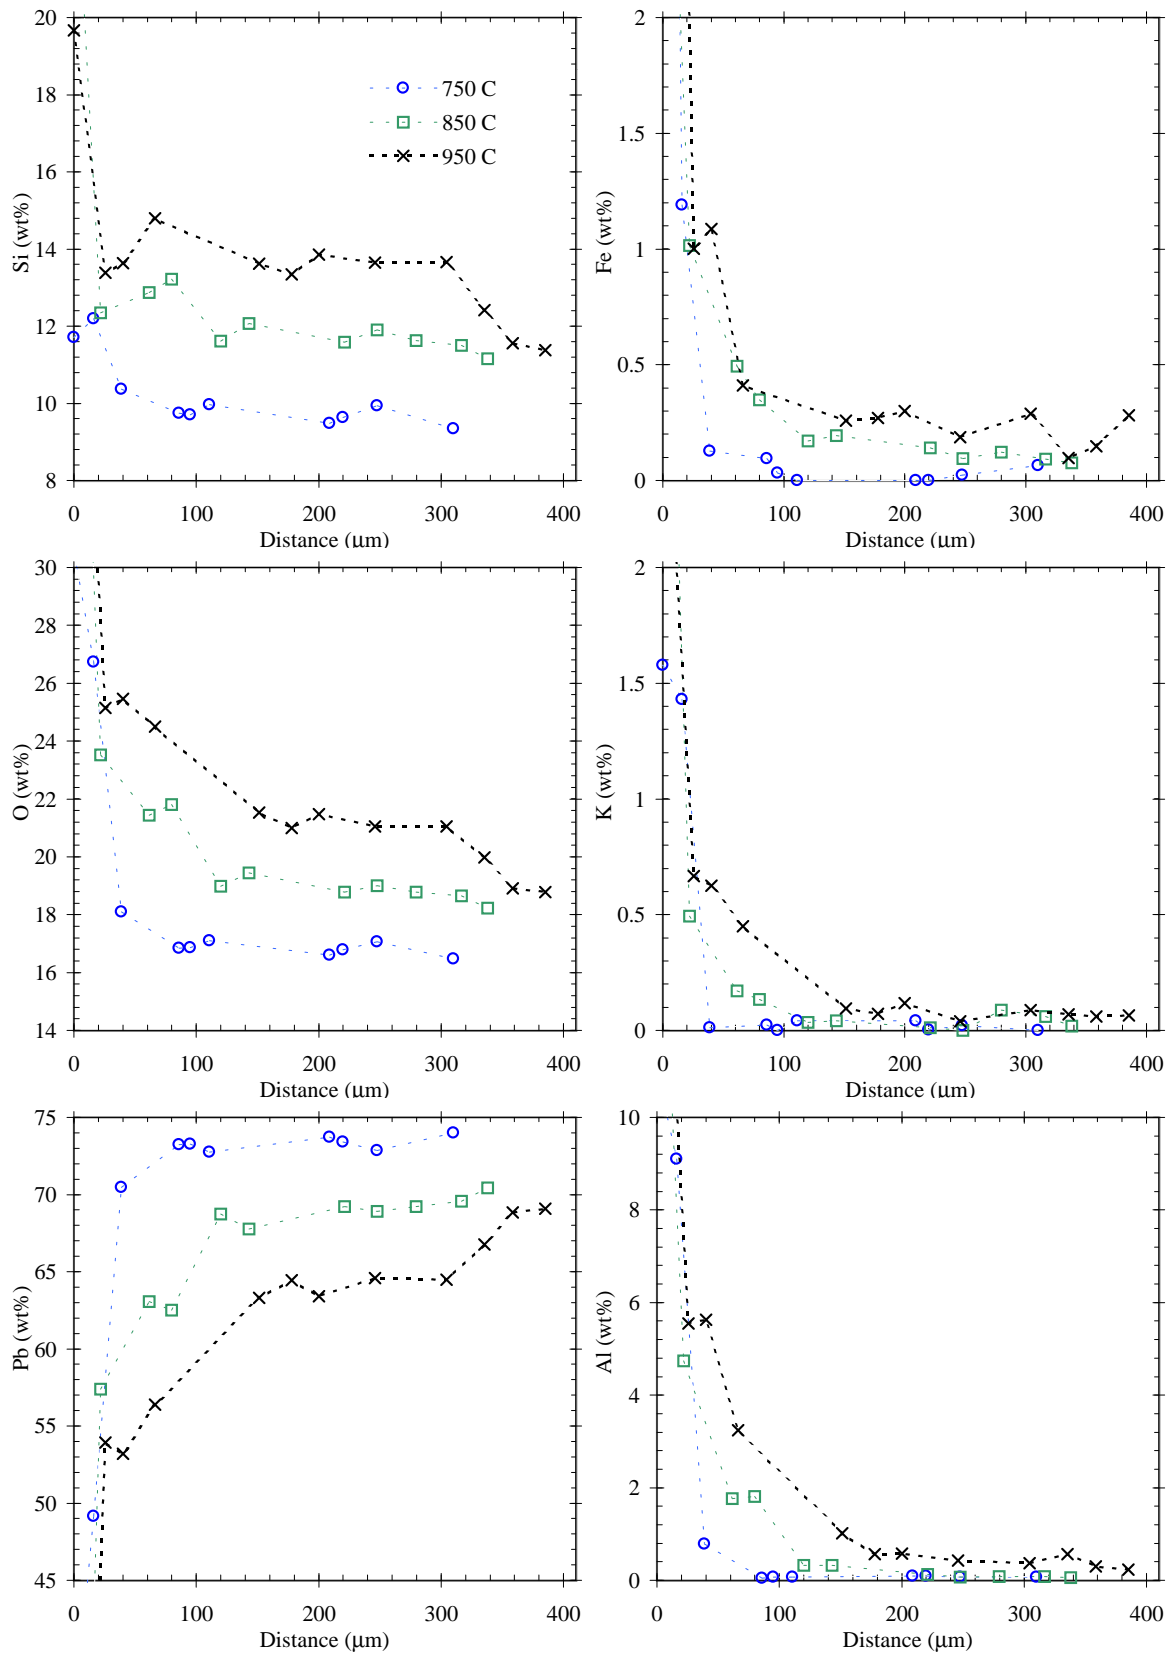 20
18
16
14
12
10
8
Si (wt%)
750 C
850 C
950 C
0 100 200 300 400
Distance (µm)
2
1.5
1
0.5
0
Fe (wt%)
0 100 200 300 400
Distance (µm)
30
28
26
24
22
20
18
16
14
O (wt%)
0 100 200 300 400
Distance (µm)
2
1.5
1
0.5
0
K (wt%)
0 100 200 300 400
Distance (µm)
75
70
65
60
55
50
45
Pb (wt%)
0 100 200 300 400
Distance (µm)
10
8
6
4
2
0
Al (wt%)
0 100 200 300 400
Distance (µm)